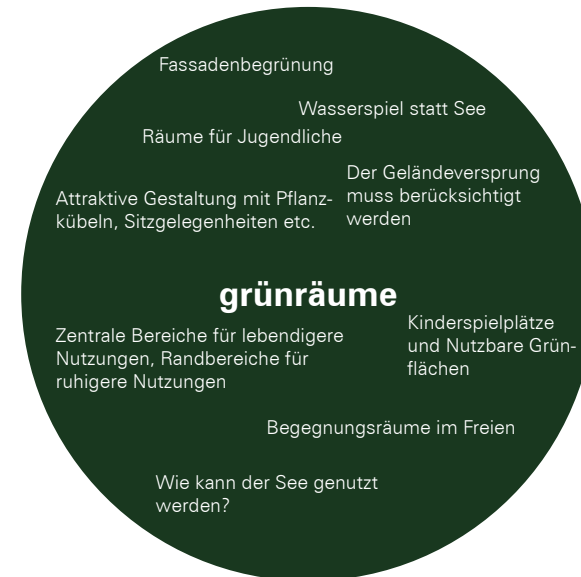 Fassadenbegrünung
Wasserspiel statt See
Räume für Jugendliche
Attraktive Gestaltung mit Pflanz-
kübeln, Sitzgelegenheiten etc.
Der Geländeversprung
muss berücksichtigt
werden
grünräume
Zentrale Bereiche für lebendigere
Nutzungen, Randbereiche für
ruhigere Nutzungen
Kinderspielplätze
und Nutzbare Grün-
flächen
Begegnungsräume im Freien
Wie kann der See genutzt
werden?